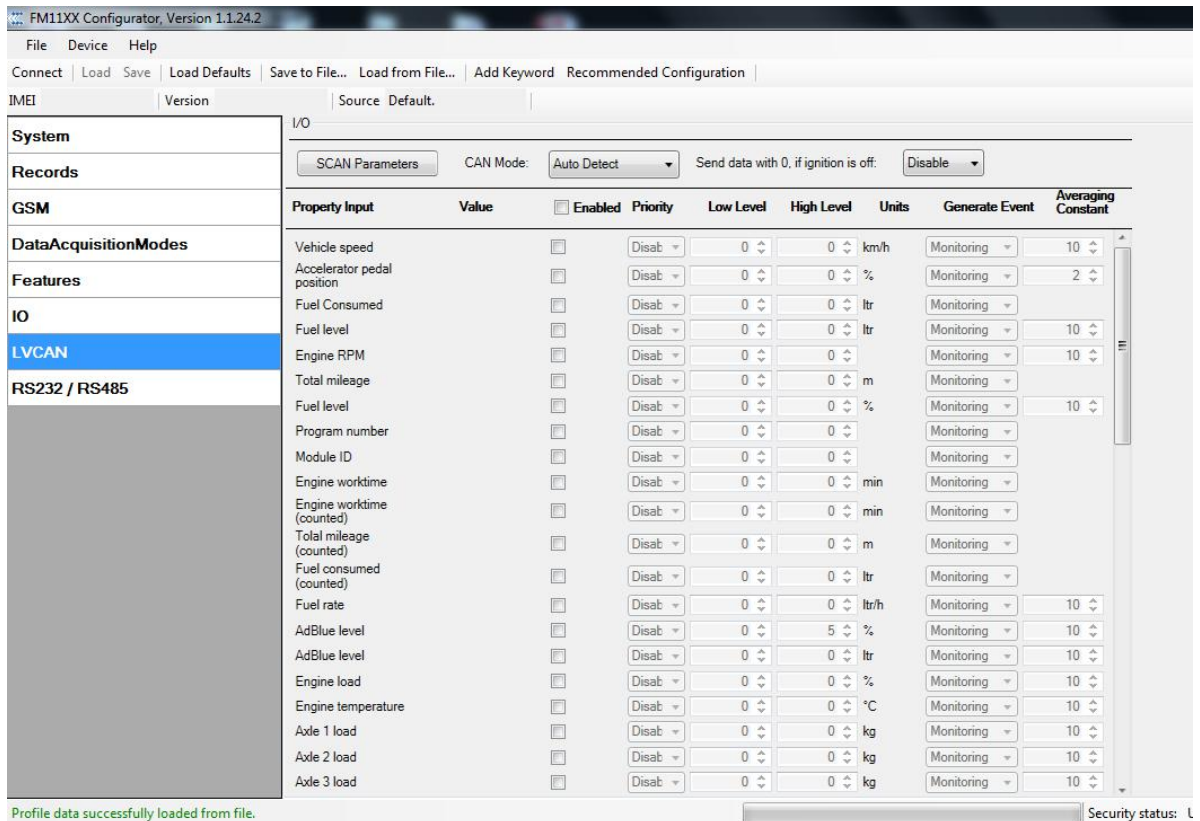 FM11XX Configurator, Version 1.1.24.2
File Device Help
Connect Load Save Load Defaults Save to File... Load from File... Add Keyword Recommended Configuration
IMEI Version Source Default.
System
Records
GSM
DataAcquisitionModes
Features
IO
LVCAN
RS232 / RS485
I/O
SCAN Parameters CAN Mode: Auto Detect Send data with 0, if ignition is off: Disable
Property Input Value Enabled Priority Low Level High Level Units Generate Event Averaging Constant
Vehicle speed Disab 0 0 km/h Monitoring 10
Accelerator pedal position Disab 0 0 % Monitoring 2
Fuel Consumed Disab 0 0 ltr Monitoring
Fuel level Disab 0 0 ltr Monitoring 10
Engine RPM Disab 0 0 Monitoring 10
Total mileage Disab 0 0 m Monitoring
Fuel level Disab 0 0 % Monitoring 10
Program number Disab 0 0 Monitoring
Module ID Disab 0 0 Monitoring
Engine worktime Disab 0 0 min Monitoring
Engine worktime (counted) Disab 0 0 min Monitoring
Tolal mileage (counted) Disab 0 0 m Monitoring
Fuel consumed (counted) Disab 0 0 ltr Monitoring
Fuel rate Disab 0 0 ltr/h Monitoring 10
AdBlue level Disab 0 5 % Monitoring 10
AdBlue level Disab 0 0 ltr Monitoring 10
Engine load Disab 0 0 % Monitoring 10
Engine temperature Disab 0 0 °C Monitoring 10
Axle 1 load Disab 0 0 kg Monitoring 10
Axle 2 load Disab 0 0 kg Monitoring 10
Axle 3 load Disab 0 0 kg Monitoring 10
Profile data successfully loaded from file. Security status: U